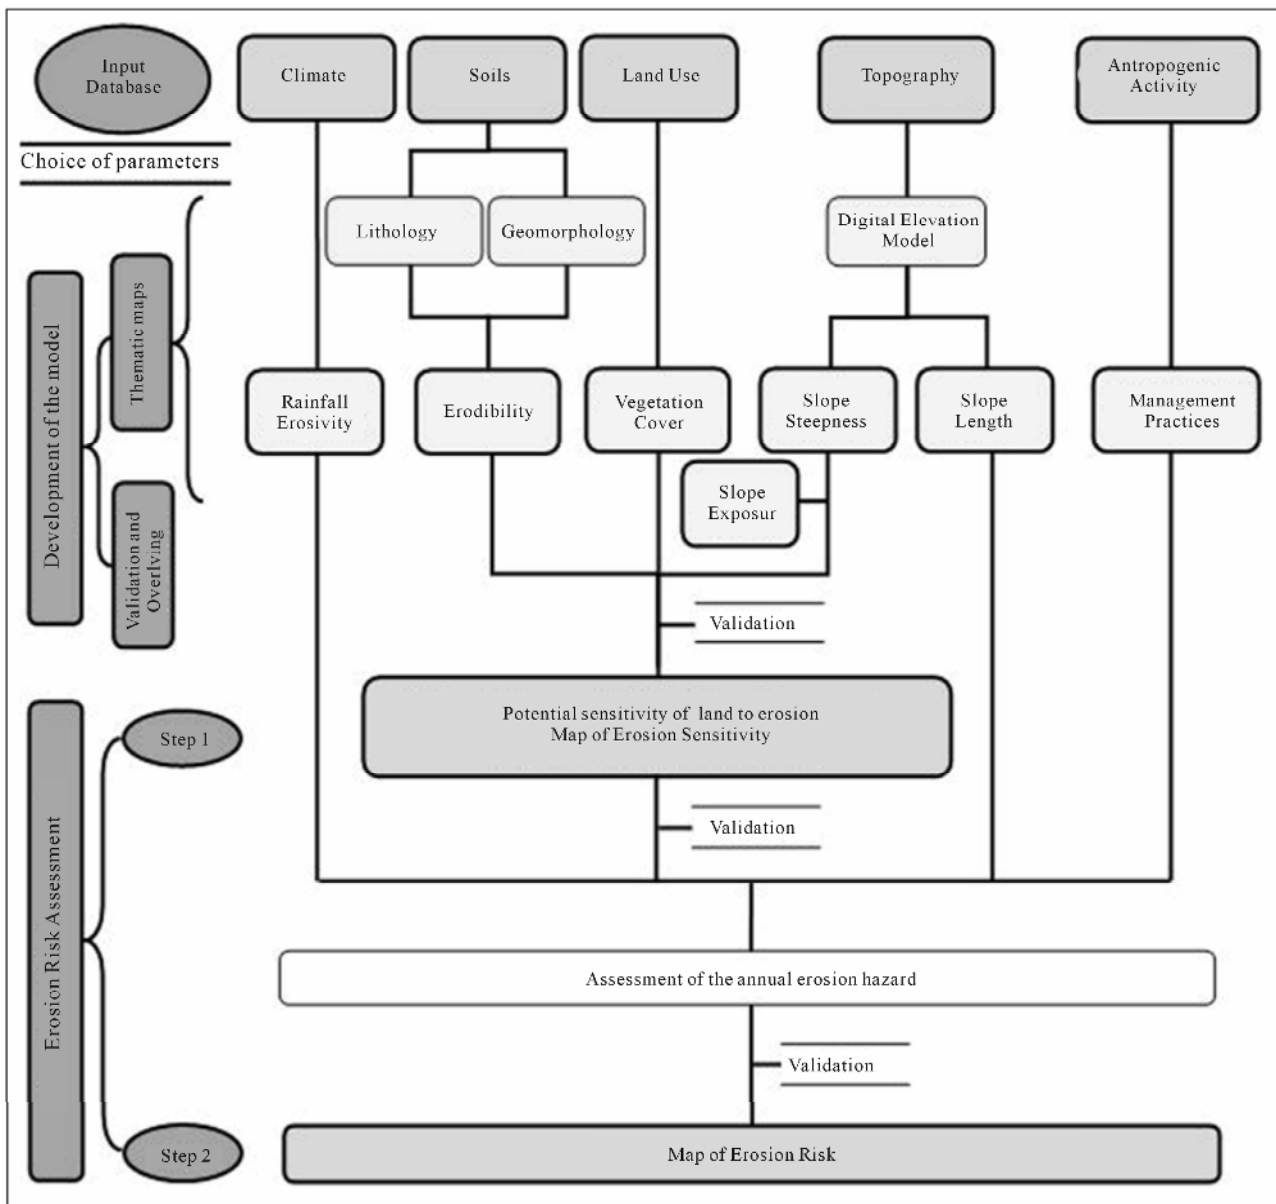 Input
Database
Climate
Soils
Land Use
Topography
Antropogenic
Activity
Choice of parameters
Lithology
Geomorphology
Digital Elevation
Model
Development of the model
Thematic maps
Rainfall
Erosivity
Erodibility
Vegetation
Cover
Slope
Steepness
Slope
Length
Management
Practices
Slope
Exposur
Validation and
Overlving
Validation
Potential sensitivity of land to erosion
Map of Erosion Sensitivity
Erosion Risk Assessment
Step 1
Validation
Assessment of the annual erosion hazard
Validation
Step 2
Map of Erosion Risk